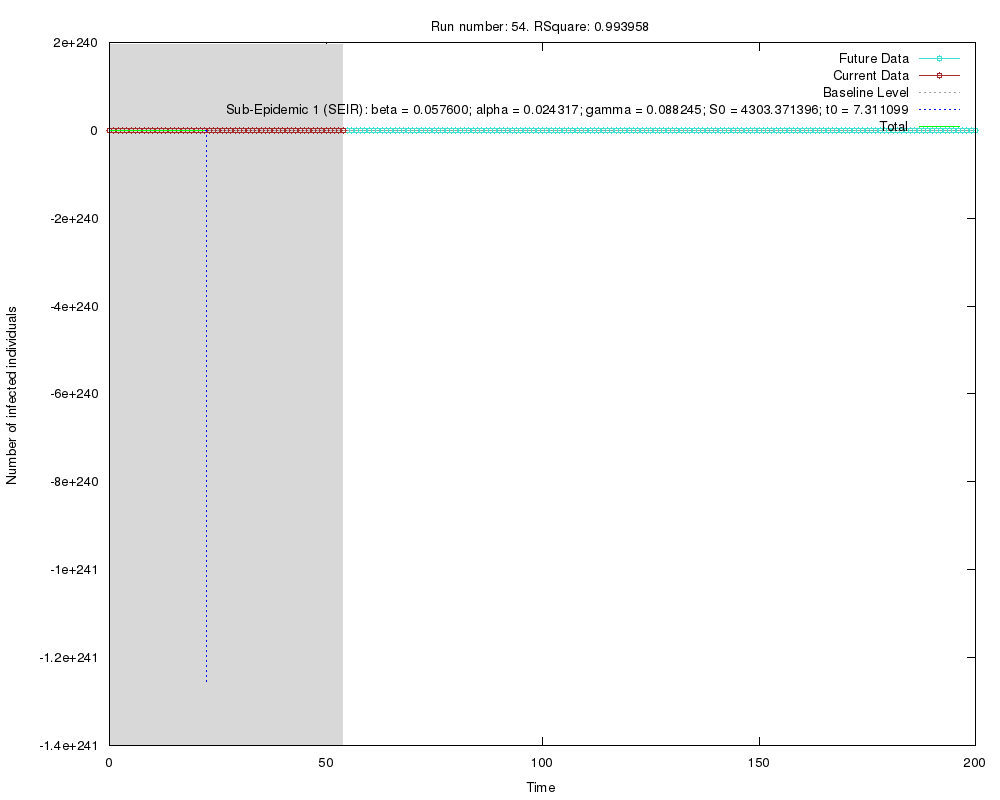 Run number: 54. RSquare: 0.993958
2e+240
0
-2e+240
-4e+240
-6e+240
-8e+240
-1e+241
-1.2e+241
-1.4e+241
Number of infected individuals
Future Data
Current Data
Baseline Level
Sub-Epidemic 1 (SEIR): beta = 0.057600; alpha = 0.024317; gamma = 0.088245; S0 = 4303.371396; t0 = 7.311099
Total
0 50 100 150 200
Time